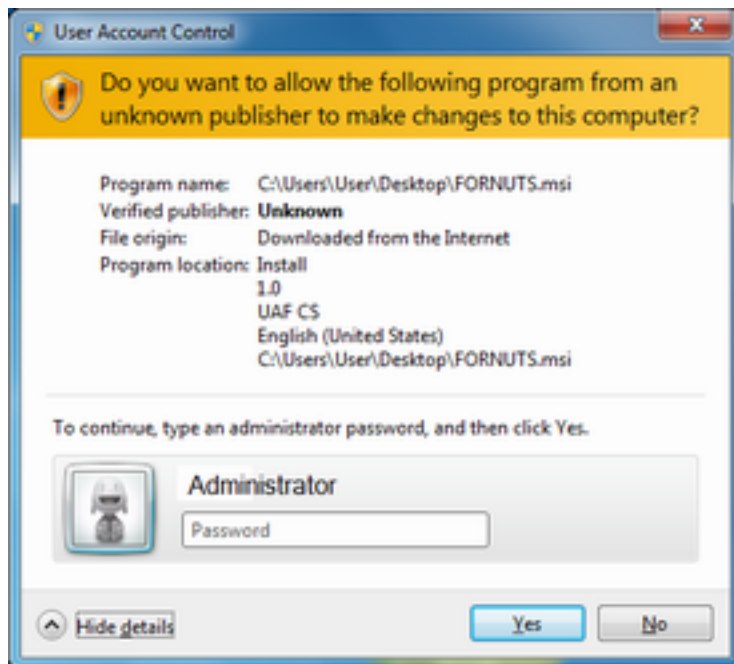 User Account Control
Do you want to allow the following program from an
unknown publisher to make changes to this computer?
Program name: C:\Users\User\Desktop\FORNUTS.msi
Verified publisher: Unknown
File origin: Downloaded from the Internet
Program location: Install
1.0
UAF CS
English (United States)
C:\Users\User\Desktop\FORNUTS.msi
To continue, type an administrator password, and then click Yes.
Administrator
Password
Hide details Yes No